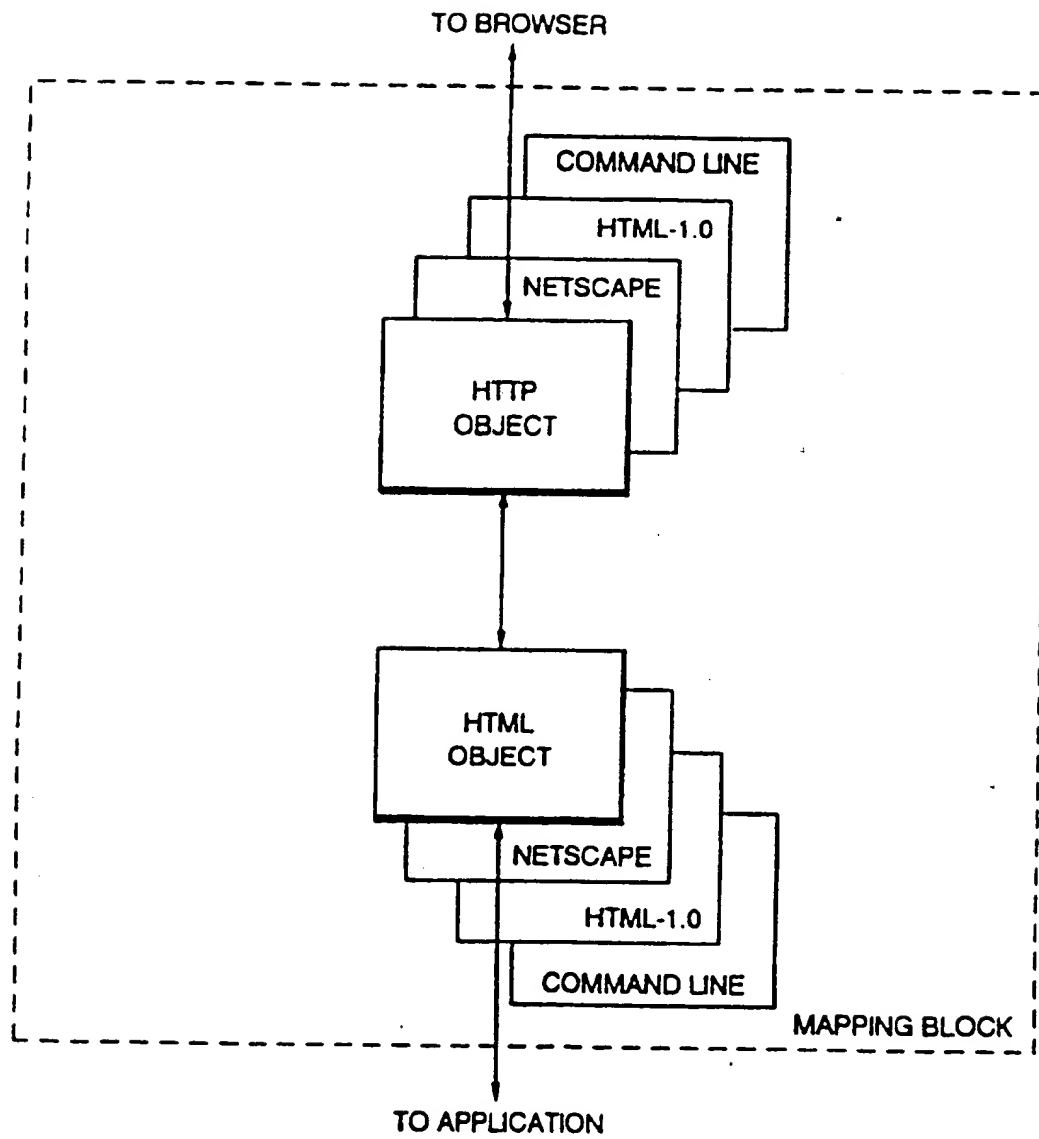 TO BROWSER
COMMAND LINE
HTML-1.0
NETSCAPE
HTTP
OBJECT
HTML
OBJECT
NETSCAPE
HTML-1.0
COMMAND LINE
MAPPING BLOCK
TO APPLICATION